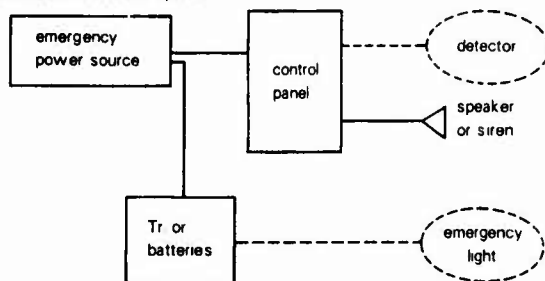 emergency
power source
control
panel
detector
speaker
or siren
Tr or
batteries
emergency
light